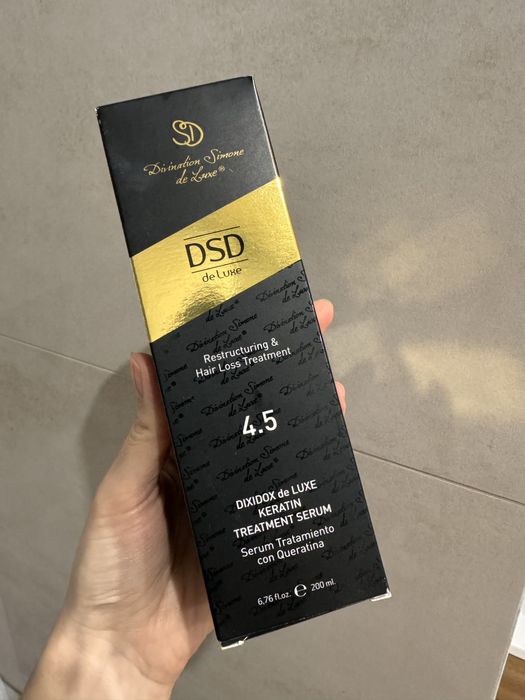 SD
Divination Simone
de Luxe®
DSD
de Luxe
Restructuring &
Hair Loss Treatment
4.5
DIXIDOX de LUXE
KERATIN
TREATMENT SERUM
Serum Tratamiento
con Queratina
6,76 fl.oz. e 200 ml.